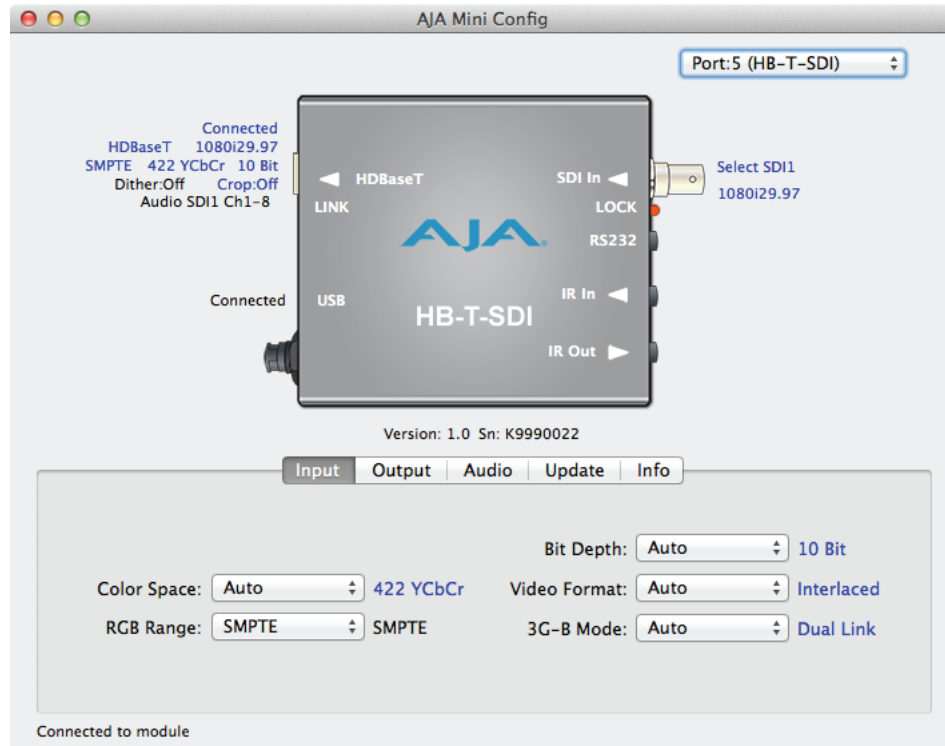 AJA Mini Config
Port:5 (HB-T-SDI)
Connected
HDBaseT 1080i29.97
SMPTE 422 YCbCr 10 Bit
Dither:Off Crop:Off
Audio SDI1 Ch1-8
HDBaseT
SDI In
Select SDI1
1080i29.97
LINK
LOCK
AJA
RS232
Connected
USB
IR In
HB-T-SDI
IR Out
Version: 1.0 Sn: K9990022
Input Output Audio Update Info
Bit Depth: Auto 10 Bit
Color Space: Auto 422 YCbCr Video Format: Auto Interlaced
RGB Range: SMPTE SMPTE 3G-B Mode: Auto Dual Link
Connected to module